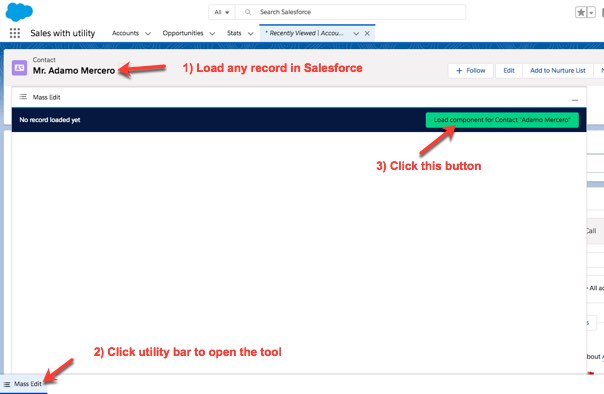 All
Search Salesforce
Sales with utility
Accounts
Opportunities
Stats
* Recently Viewed | Accou...
Contact
Mr. Adamo Mercero
1) Load any record in Salesforce
+ Follow
Edit
Add to Nurture List
Mass Edit
No record loaded yet
Load component for Contact "Adamo Mercero"
3) Click this button
Call
All a
bout
2) Click utility bar to open the tool
Mass Edit